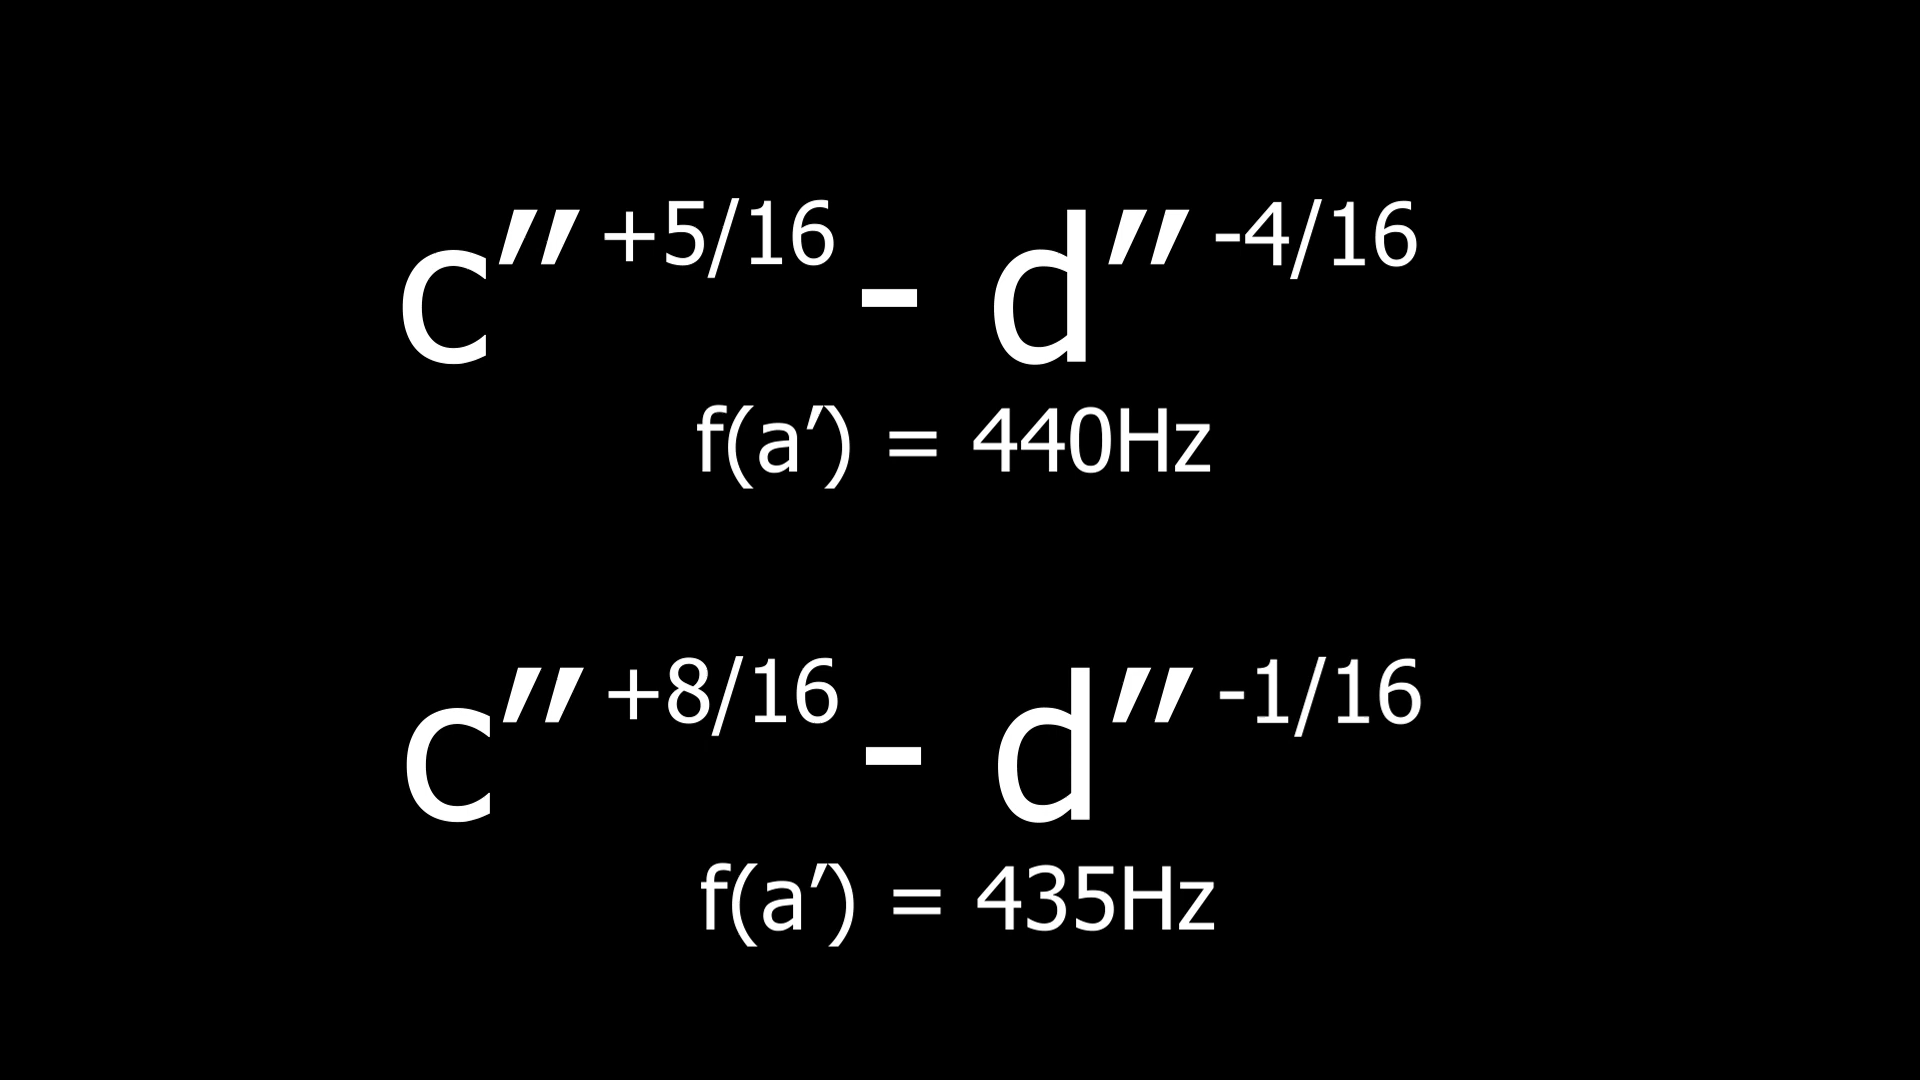 c″ +5/16 - d″ -4/16
f(a′) = 440Hz
c″ +8/16 - d″ -1/16
f(a′) = 435Hz